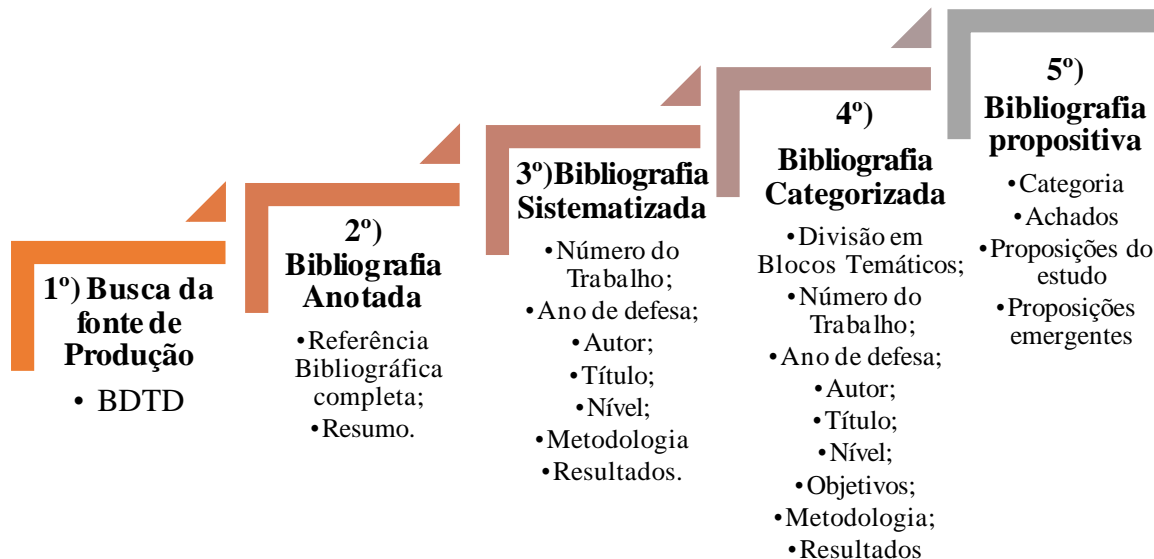 1º) Busca da
fonte de
Produção
• BDTD
2º)
Bibliografia
Anotada
•Referência
Bibliográfica
completa;
•Resumo.
3º)Bibliografia
Sistematizada
•Número do
Trabalho;
•Ano de defesa;
•Autor;
•Título;
•Nível;
•Metodologia
•Resultados.
4º)
Bibliografia
Categorizada
•Divisão em
Blocos Temáticos;
•Número do
Trabalho;
•Ano de defesa;
•Autor;
•Título;
•Nível;
•Objetivos;
•Metodologia;
•Resultados
5º)
Bibliografia
propositiva
•Categoria
•Achados
•Proposições do
estudo
•Proposições
emergentes